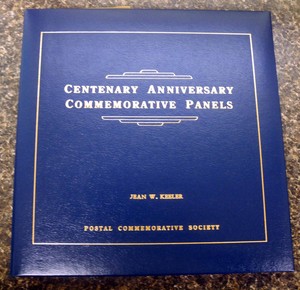 CENTENARY ANNIVERSARY
COMMEMORATIVE PANELS
JEAN W. KESLER
POSTAL COMMEMORATIVE SOCIETY